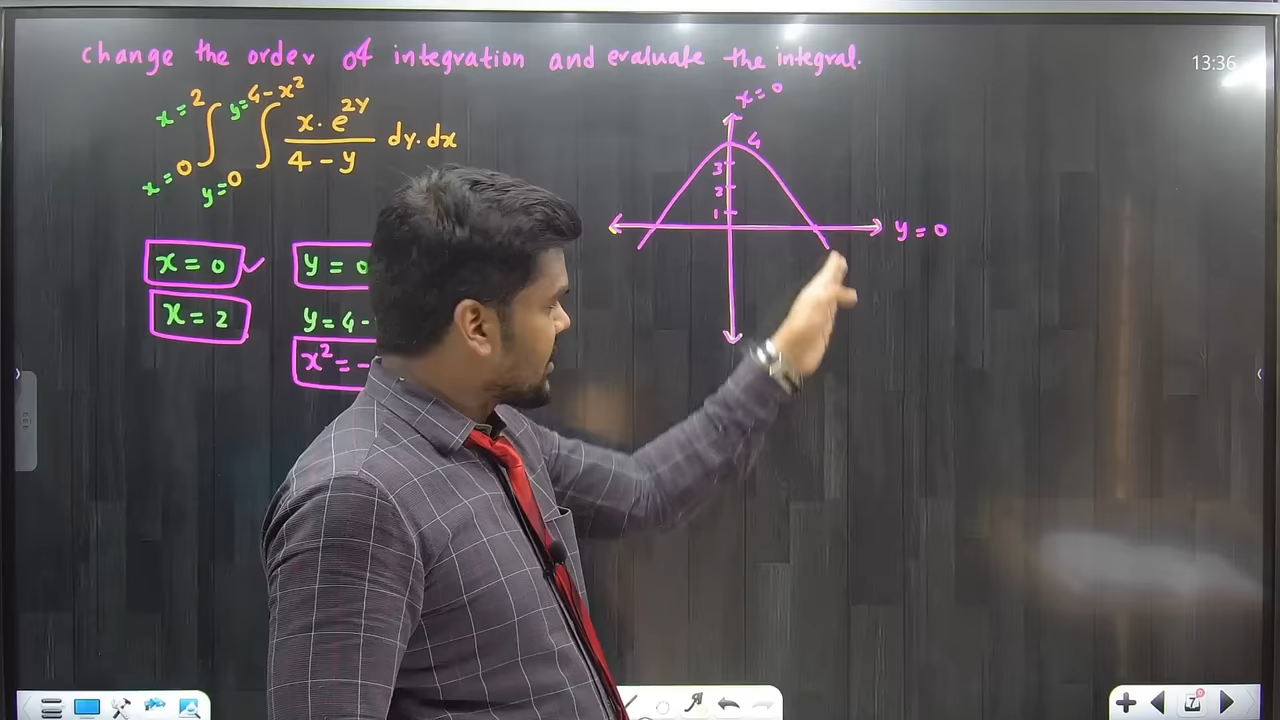 change the order of integration and evaluate the integral.
13:36
x=0
x= 2 y= 4-x² x·e^{2y}
∫ ∫ ――― dy·dx
x= 0 y= 0 4-y
4
3
2
1
y=0
x=0 ✓ y=0
x=2 y=4-
x²=-
7